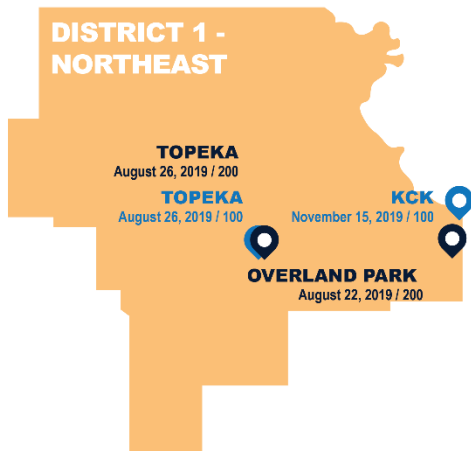 DISTRICT 1 -
NORTHEAST
TOPEKA
August 26, 2019 / 200
TOPEKA
August 26, 2019 / 100
KCK
November 15, 2019 / 100
OVERLAND PARK
August 22, 2019 / 200